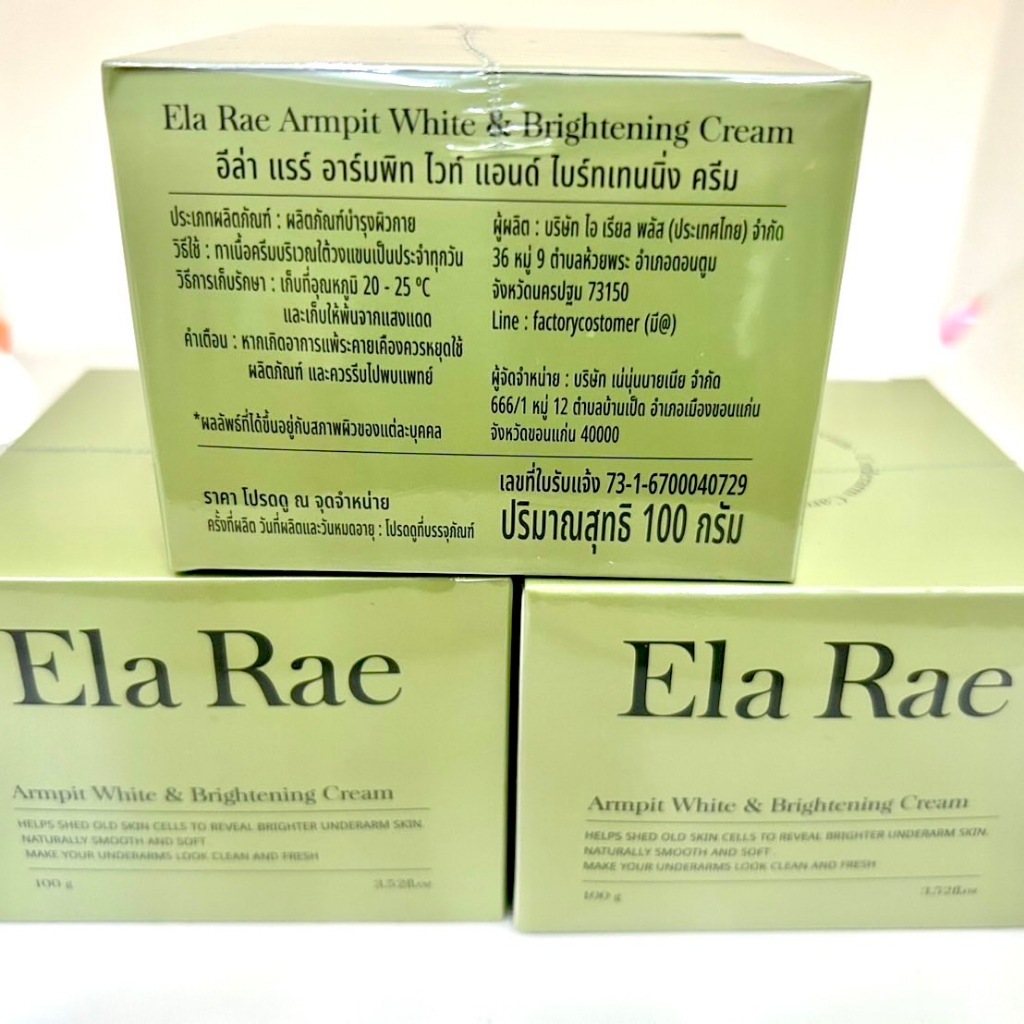 Ela Rae Armpit White & Brightening Cream
อีล่า แรร์ อาร์มพิท ไวท์ แอนด์ ไบร์ทเทนนิ่ง ครีม
ประเภทผลิตภัณฑ์ : ผลิตภัณฑ์บำรุงผิวกาย
วิธีใช้ : ทาเนื้อครีมบริเวณใต้วงแขนเป็นประจำทุกวัน
วิธีการเก็บรักษา : เก็บที่อุณหภูมิ 20 - 25 °C
และเก็บให้พ้นจากแสงแดด
คำเตือน : หากเกิดอาการแพ้ระคายเคืองควรหยุดใช้
ผลิตภัณฑ์ และควรรีบไปพบแพทย์
*ผลลัพธ์ที่ได้ขึ้นอยู่กับสภาพผิวของแต่ละบุคคล
ผู้ผลิต : บริษัท ไอ เรียล พลัส (ประเทศไทย) จำกัด
36 หมู่ 9 ตำบลห้วยพระ อำเภอดอนตูม
จังหวัดนครปฐม 73150
Line : factorycostomer (มี@)
ผู้จัดจำหน่าย : บริษัท เน่นุ่นนายเนีย จำกัด
666/1 หมู่ 12 ตำบลบ้านเป็ด อำเภอเมืองขอนแก่น
จังหวัดขอนแก่น 40000
ราคา โปรดดู ณ จุดจำหน่าย
ครั้งที่ผลิต วันที่ผลิตและวันหมดอายุ : โปรดดูที่บรรจุภัณฑ์
เลขที่ใบรับแจ้ง 73-1-6700040729
ปริมาณสุทธิ 100 กรัม
Ela Rae
Armpit White & Brightening Cream
HELPS SHED OLD SKIN CELLS TO REVEAL BRIGHTER UNDERARM SKIN.
NATURALLY SMOOTH AND SOFT
MAKE YOUR UNDERARMS LOOK CLEAN AND FRESH
100 g 3.52fl.oz
Ela Rae
Armpit White & Brightening Cream
HELPS SHED OLD SKIN CELLS TO REVEAL BRIGHTER UNDERARM SKIN.
NATURALLY SMOOTH AND SOFT
MAKE YOUR UNDERARMS LOOK CLEAN AND FRESH
100 g 3.52fl.oz